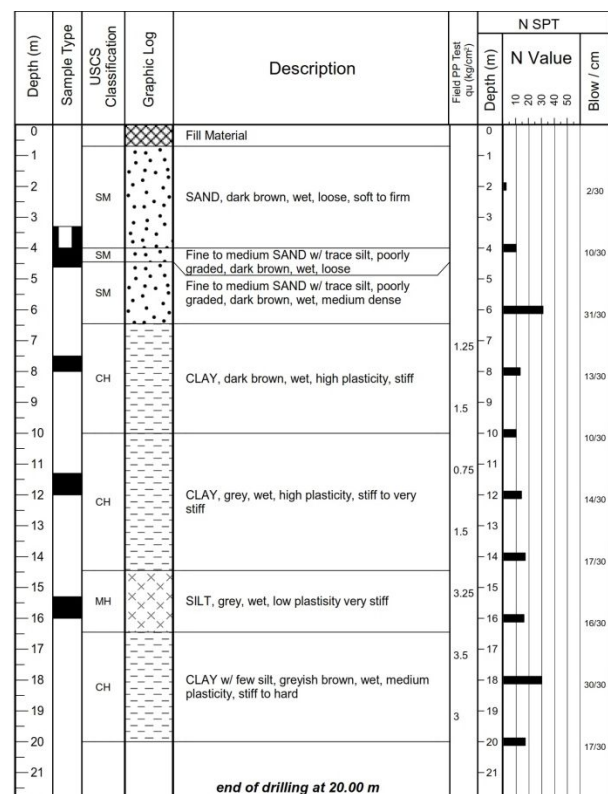 Depth (m)
Sample Type
USCS
Classification
Graphic Log
Description
Field PP Test
qu (kg/cm²)
Depth (m)
N SPT
N Value
10 20 30 40 50
Blow / cm
0
Fill Material
0
1
1
2
SM
SAND, dark brown, wet, loose, soft to firm
2
2/30
3
3
4
SM
Fine to medium SAND w/ trace silt, poorly
graded, dark brown, wet, loose
4
10/30
5
SM
Fine to medium SAND w/ trace silt, poorly
graded, dark brown, wet, medium dense
5
6
6
31/30
7
1.25
7
8
CH
CLAY, dark brown, wet, high plasticity, stiff
8
13/30
9
1.5
9
10
10
10/30
11
0.75
11
12
CH
CLAY, grey, wet, high plasticity, stiff to very
stiff
12
14/30
13
1.5
13
14
14
17/30
15
MH
SILT, grey, wet, low plastisity very stiff
3.25
15
16
16
16/30
17
3.5
17
18
CH
CLAY w/ few silt, greyish brown, wet, medium
plasticity, stiff to hard
18
30/30
19
3
19
20
20
17/30
21
21
end of drilling at 20.00 m